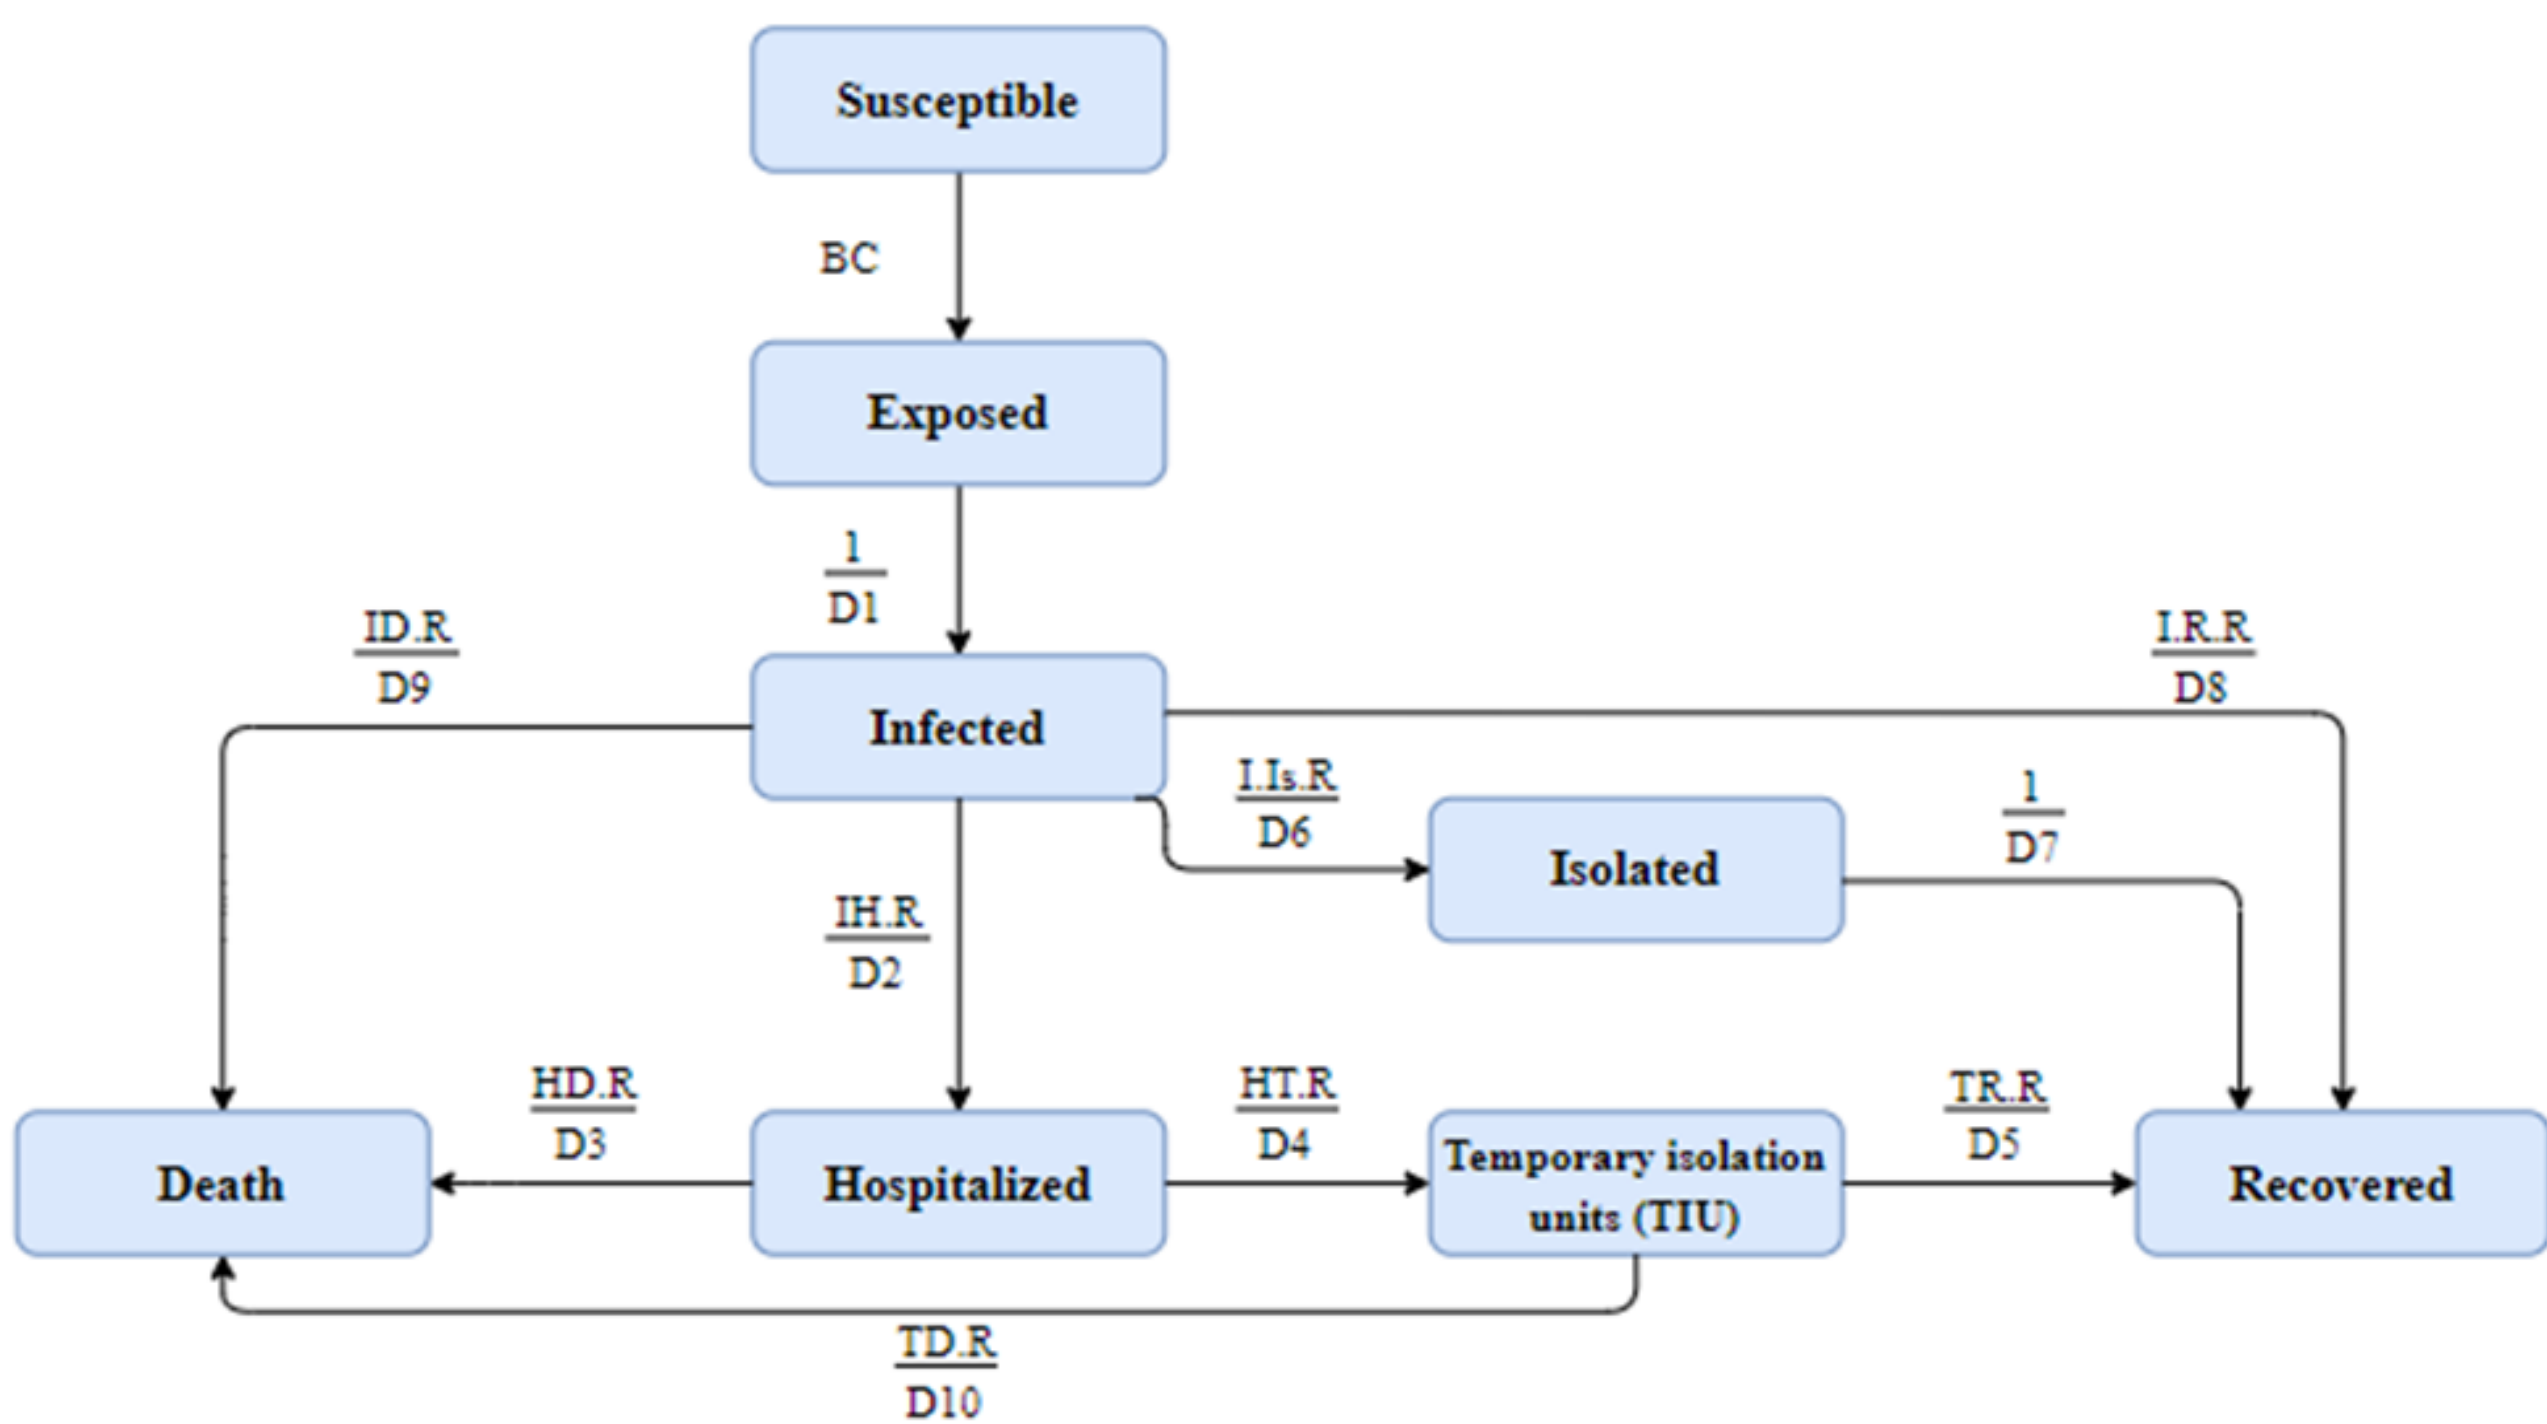 Susceptible
BC
Exposed
1
D1
ID.R
D9
I.R.R
D8
Infected
I.Is.R
D6
1
D7
Isolated
IH.R
D2
HD.R
D3
HT.R
D4
TR.R
D5
Death
Hospitalized
Temporary isolation
units (TIU)
Recovered
TD.R
D10